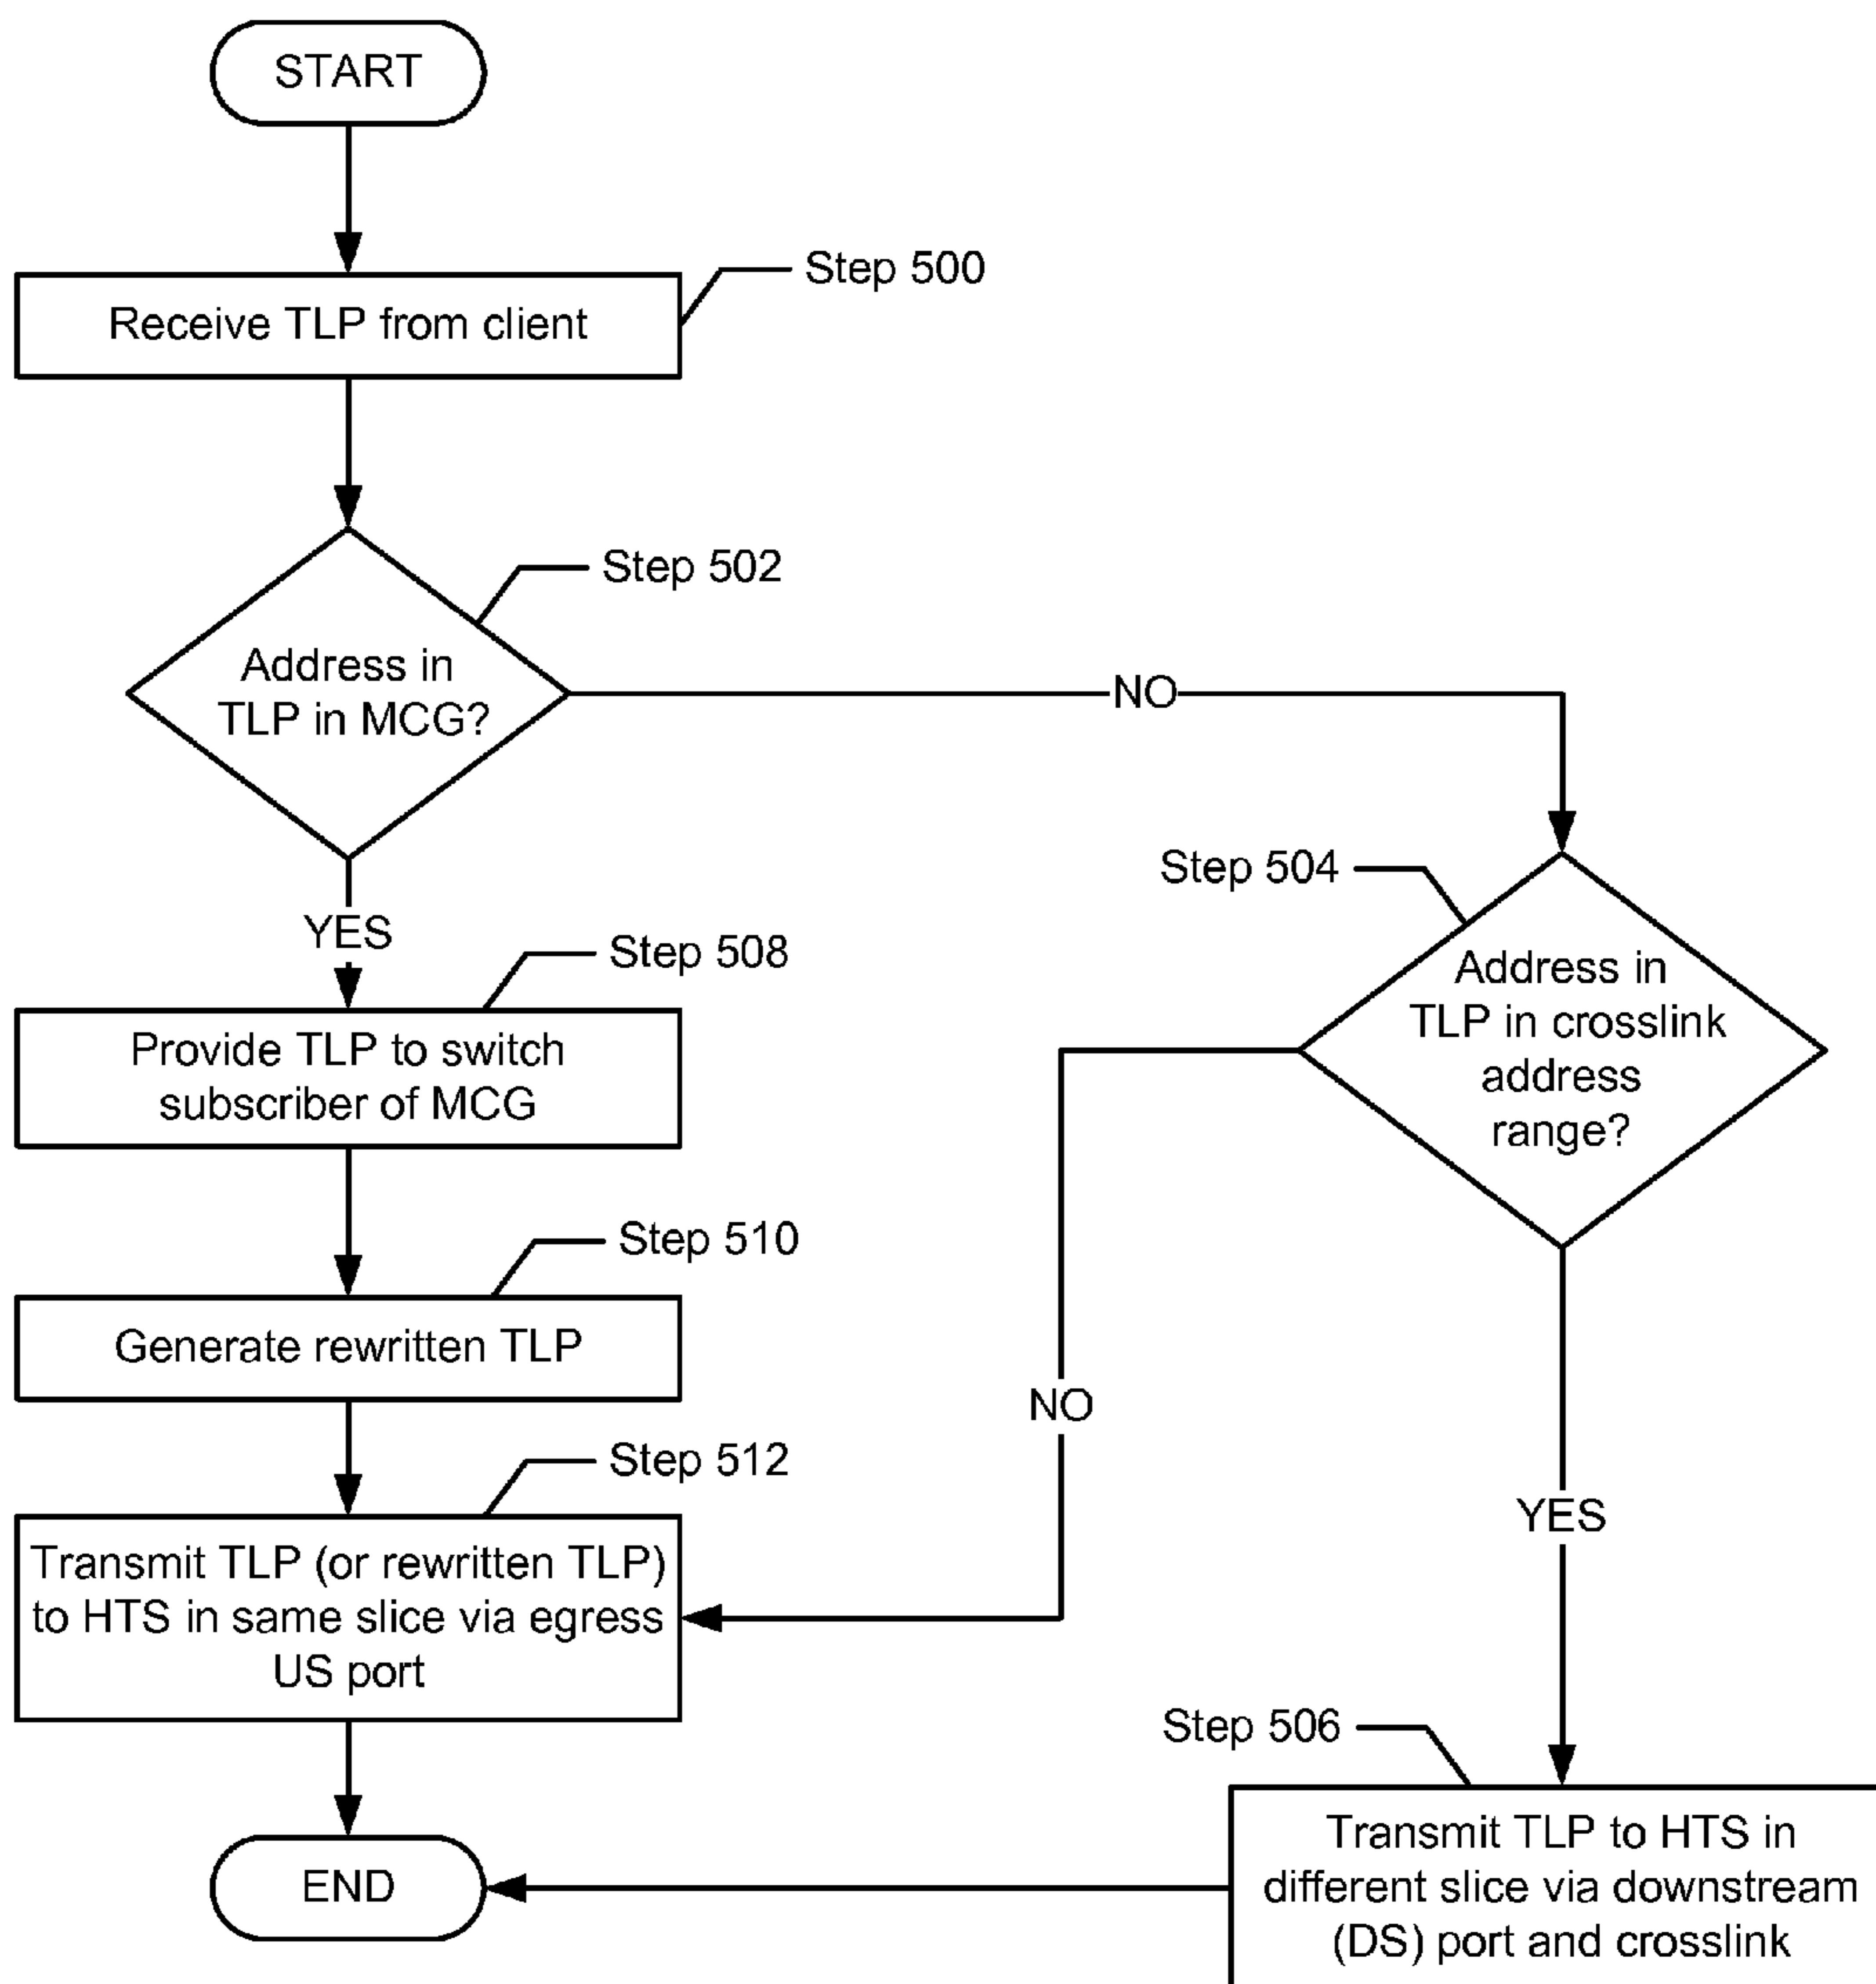 START
Step 500
Receive TLP from client
Step 502
Address in
TLP in MCG?
NO
YES
Step 504
Address in
TLP in crosslink
address
range?
Step 508
Provide TLP to switch
subscriber of MCG
Step 510
Generate rewritten TLP
NO
YES
Step 512
Transmit TLP (or rewritten TLP)
to HTS in same slice via egress
US port
Step 506
Transmit TLP to HTS in
different slice via downstream
(DS) port and crosslink
END